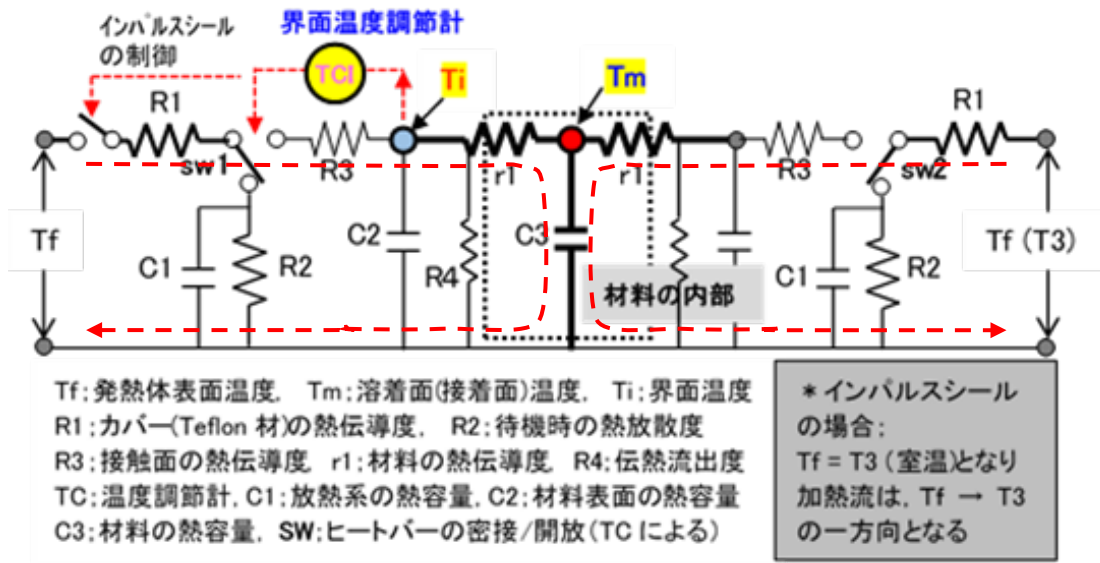 インパルスシール
の制御
界面温度調節計
TCI
Ti
Tm
R1
R1
sw1
R3
r1
r1
R3
sw2
Tf
C1
R2
C2
R4
C3
材料の内部
C1
R2
Tf (T3)
Tf;発熱体表面温度, Tm;溶着面(接着面)温度, Ti;界面温度
R1;カバー(Teflon 材)の熱伝導度, R2;待機時の熱放散度
R3;接触面の熱伝導度, r1;材料の熱伝導度, R4;伝熱流出度
TC;温度調節計, C1;放熱系の熱容量, C2;材料表面の熱容量
C3;材料の熱容量, SW;ヒートバーの密接/開放(TC による)
*インパルスシール
の場合;
Tf = T3 (室温)となり
加熱流は, Tf → T3
の一方向となる